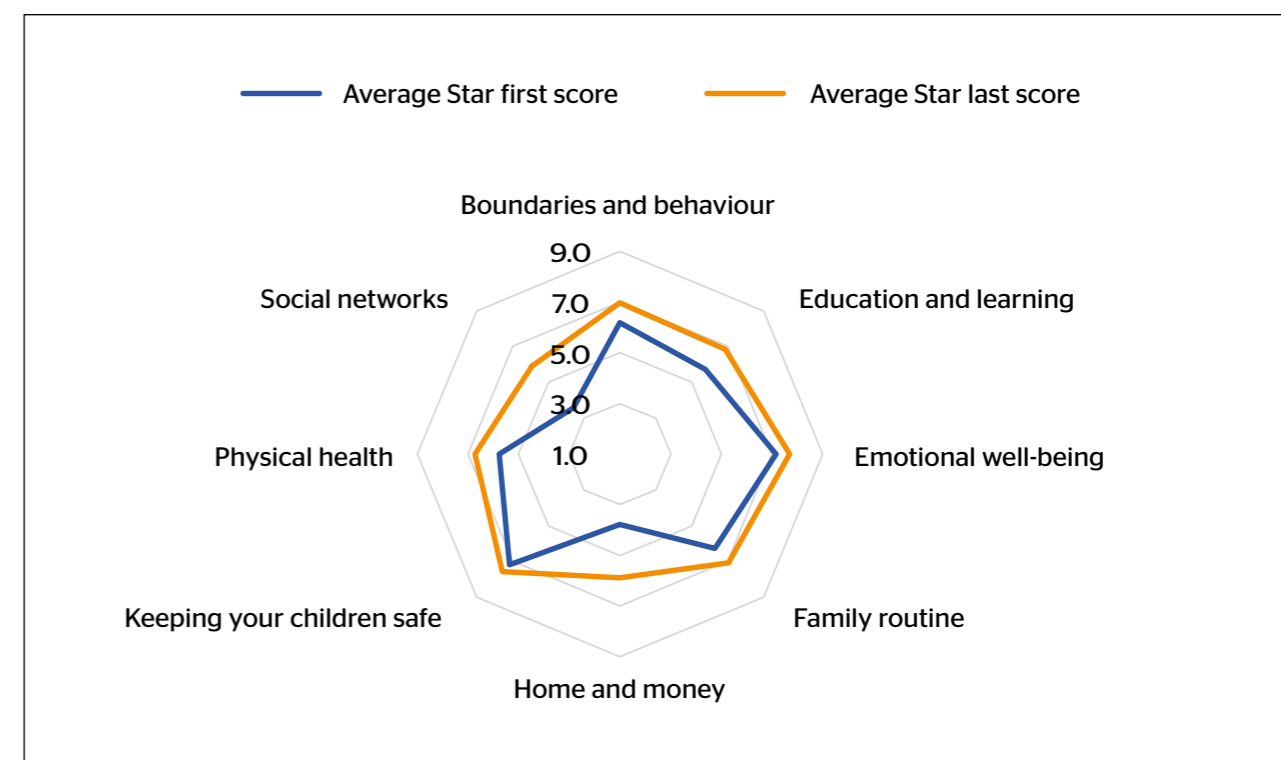 Average Star first score
Average Star last score
Boundaries and behaviour
9.0
Social networks
Education and learning
7.0
5.0
3.0
Physical health
1.0
Emotional well-being
Keeping your children safe
Family routine
Home and money